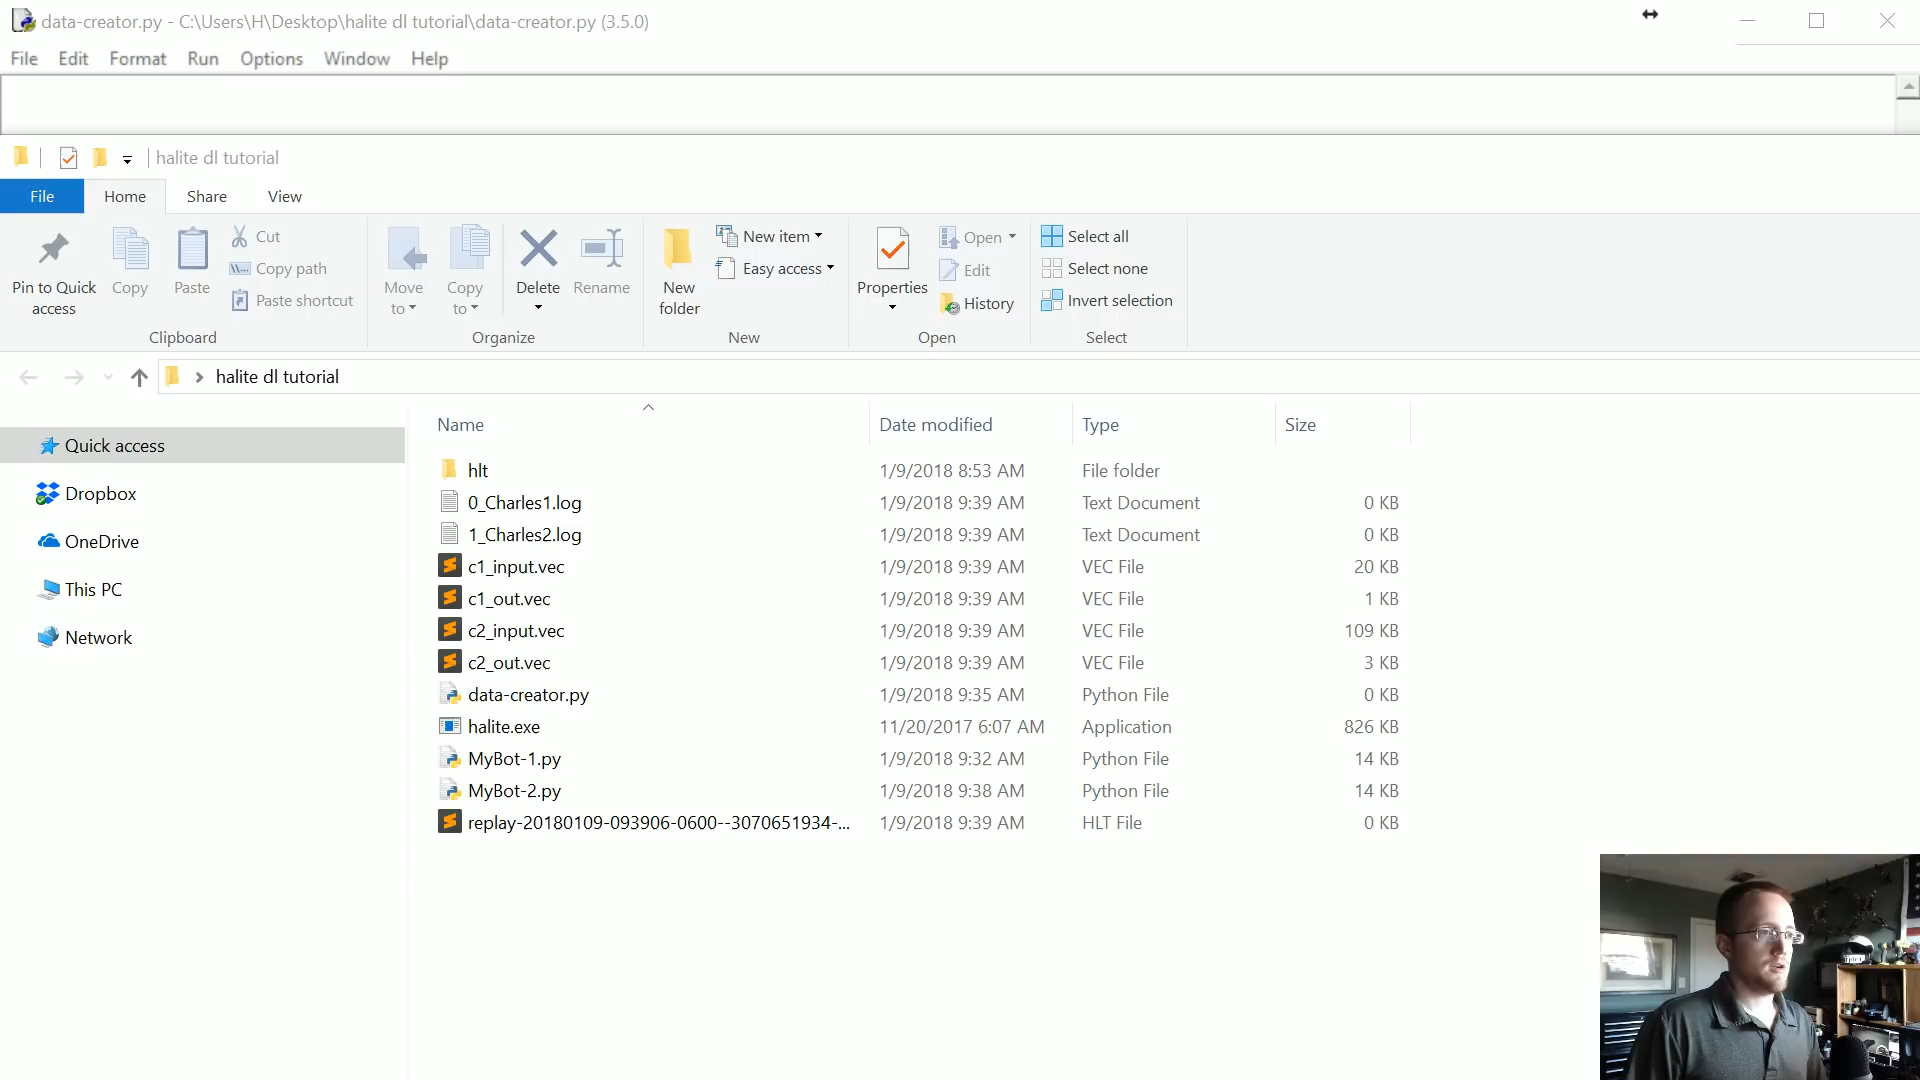 data-creator.py - C:\Users\H\Desktop\halite dl tutorial\data-creator.py (3.5.0)
File Edit Format Run Options Window Help
halite dl tutorial
File Home Share View
Pin to Quick access
Copy
Paste
Cut
Copy path
Paste shortcut
Clipboard
Move to
Copy to
Delete
Rename
Organize
New folder
New item
Easy access
New
Properties
Open
Edit
History
Open
Select all
Select none
Invert selection
Select
halite dl tutorial
Quick access
Dropbox
OneDrive
This PC
Network
Name Date modified Type Size
hlt 1/9/2018 8:53 AM File folder
0_Charles1.log 1/9/2018 9:39 AM Text Document 0 KB
1_Charles2.log 1/9/2018 9:39 AM Text Document 0 KB
c1_input.vec 1/9/2018 9:39 AM VEC File 20 KB
c1_out.vec 1/9/2018 9:39 AM VEC File 1 KB
c2_input.vec 1/9/2018 9:39 AM VEC File 109 KB
c2_out.vec 1/9/2018 9:39 AM VEC File 3 KB
data-creator.py 1/9/2018 9:35 AM Python File 0 KB
halite.exe 11/20/2017 6:07 AM Application 826 KB
MyBot-1.py 1/9/2018 9:32 AM Python File 14 KB
MyBot-2.py 1/9/2018 9:38 AM Python File 14 KB
replay-20180109-093906-0600--3070651934-... 1/9/2018 9:39 AM HLT File 0 KB